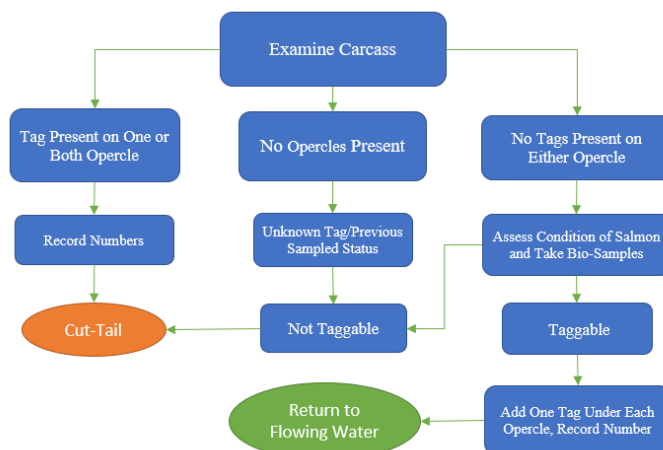 Examine Carcass
Tag Present on One or
Both Opercle
No Opercles Present
No Tags Present on
Either Opercle
Record Numbers
Unknown Tag/Previous
Sampled Status
Assess Condition of Salmon
and Take Bio-Samples
Cut-Tail
Not Taggable
Taggable
Return to
Flowing Water
Add One Tag Under Each
Opercle, Record Number